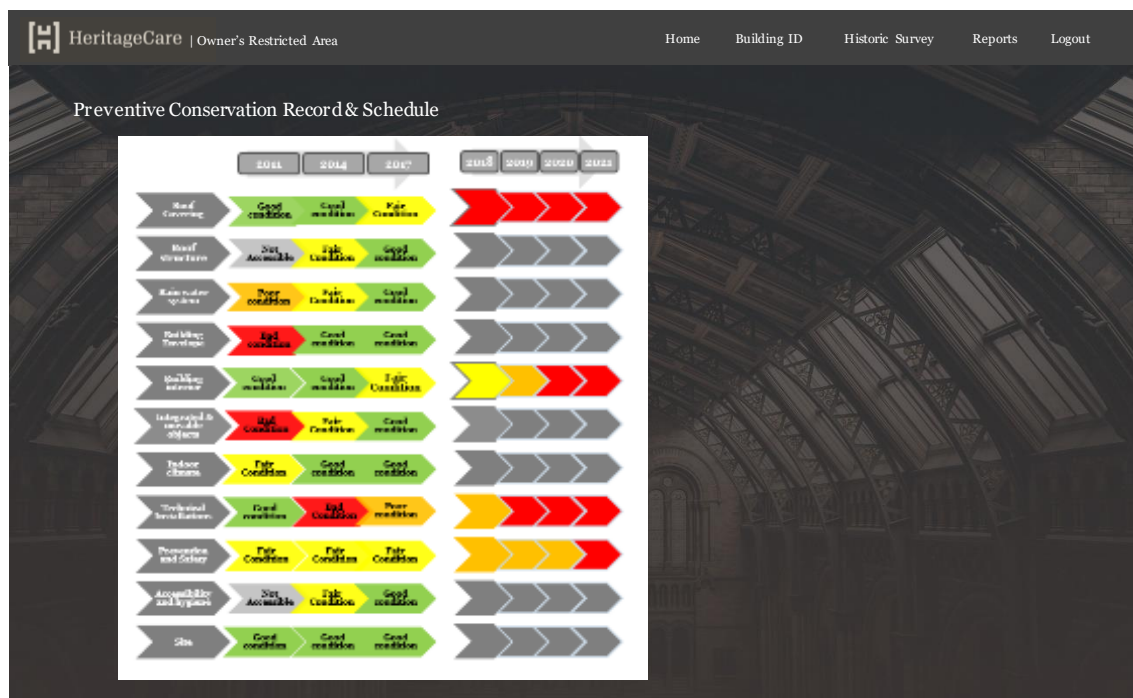 HeritageCare | Owner's Restricted Area
Home Building ID Historic Survey Reports Logout
Preventive Conservation Record & Schedule
2011 2014 2017 2018 2019 2020 2021
Roof
Covering
Good
condition
Good
condition
Fair
Condition
Roof
structure
Not
Accessible
Fair
Condition
Good
condition
Rain water
system
Poor
condition
Fair
Condition
Good
condition
Building
Envelope
Bad
condition
Good
condition
Good
condition
Building
interior
Good
condition
Good
condition
Fair
Condition
Integrated &
movable
objects
Bad
Condition
Fair
Condition
Good
condition
Indoor
climate
Fair
Condition
Good
condition
Good
condition
Technical
Installations
Good
condition
Bad
Condition
Poor
condition
Prevention
and Safety
Fair
Condition
Fair
Condition
Fair
Condition
Accessibility
and hygiene
Not
Accessible
Fair
Condition
Good
condition
Site
Good
condition
Good
condition
Good
condition